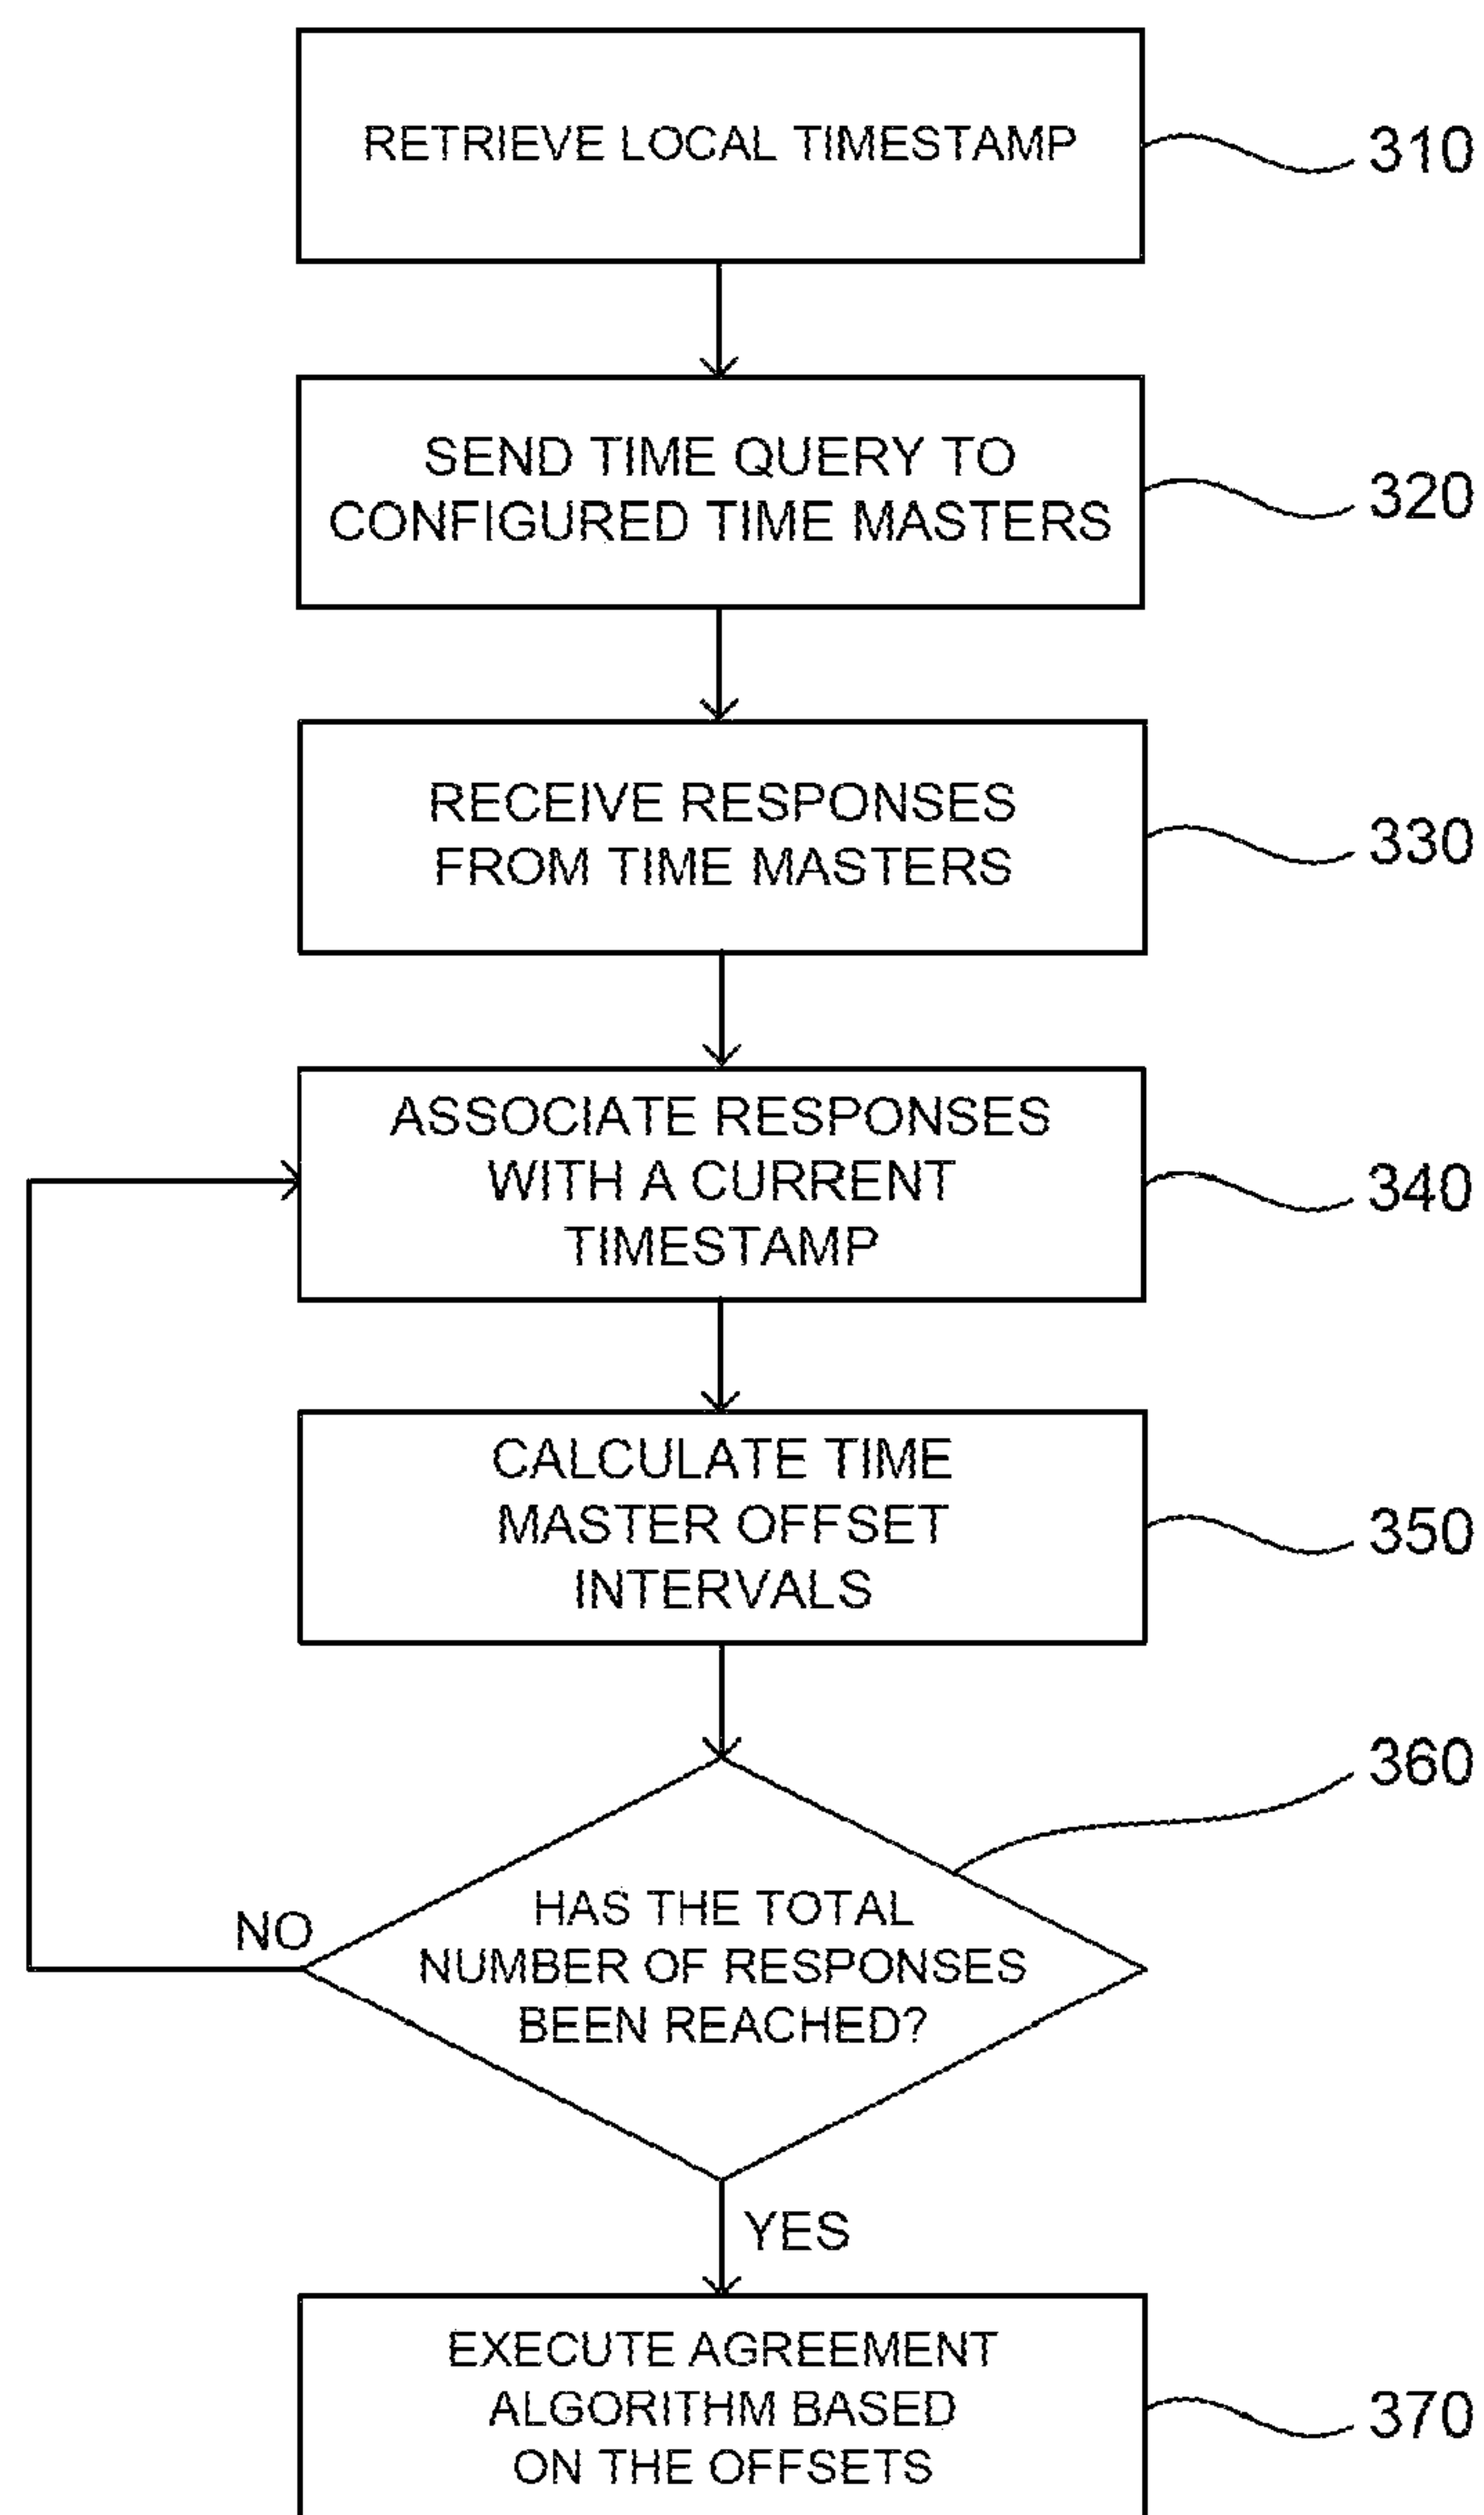 RETRIEVE LOCAL TIMESTAMP
310
SEND TIME QUERY TO
CONFIGURED TIME MASTERS
320
RECEIVE RESPONSES
FROM TIME MASTERS
330
ASSOCIATE RESPONSES
WITH A CURRENT
TIMESTAMP
340
CALCULATE TIME
MASTER OFFSET
INTERVALS
350
360
HAS THE TOTAL
NUMBER OF RESPONSES
BEEN REACHED?
NO
YES
EXECUTE AGREEMENT
ALGORITHM BASED
ON THE OFFSETS
370